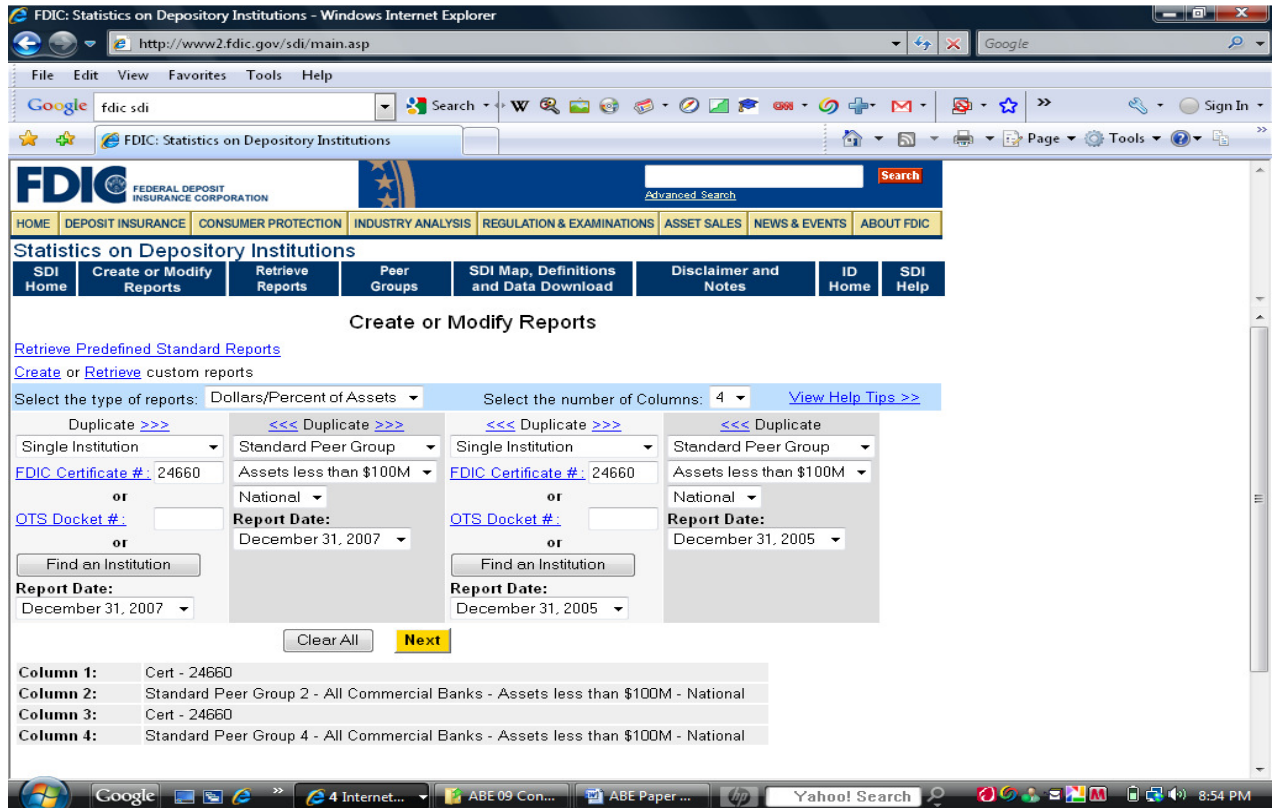 FDIC: Statistics on Depository Institutions - Windows Internet Explorer
http://www2.fdic.gov/sdi/main.asp
Google
File Edit View Favorites Tools Help
Google fdic sdi Search W CNN M >> Sign In
FDIC: Statistics on Depository Institutions Page Tools >>
FDIC FEDERAL DEPOSIT INSURANCE CORPORATION
Search
Advanced Search
HOME DEPOSIT INSURANCE CONSUMER PROTECTION INDUSTRY ANALYSIS REGULATION & EXAMINATIONS ASSET SALES NEWS & EVENTS ABOUT FDIC
Statistics on Depository Institutions
SDI Home Create or Modify Reports Retrieve Reports Peer Groups SDI Map, Definitions and Data Download Disclaimer and Notes ID Home SDI Help
Create or Modify Reports
Retrieve Predefined Standard Reports
Create or Retrieve custom reports
Select the type of reports: Dollars/Percent of Assets Select the number of Columns: 4 View Help Tips >>
Duplicate >>> <<< Duplicate >>> <<< Duplicate >>> <<< Duplicate
Single Institution Standard Peer Group Single Institution Standard Peer Group
FDIC Certificate #: 24660 Assets less than $100M FDIC Certificate #: 24660 Assets less than $100M
or National or National
OTS Docket #: Report Date: OTS Docket #: Report Date:
or December 31, 2007 or December 31, 2005
Find an Institution Find an Institution
Report Date: Report Date:
December 31, 2007 December 31, 2005
Clear All Next
Column 1: Cert - 24660
Column 2: Standard Peer Group 2 - All Commercial Banks - Assets less than $100M - National
Column 3: Cert - 24660
Column 4: Standard Peer Group 4 - All Commercial Banks - Assets less than $100M - National
Google >> 4 Internet... ABE 09 Con... ABE Paper ... hp Yahoo! Search 8:54 PM